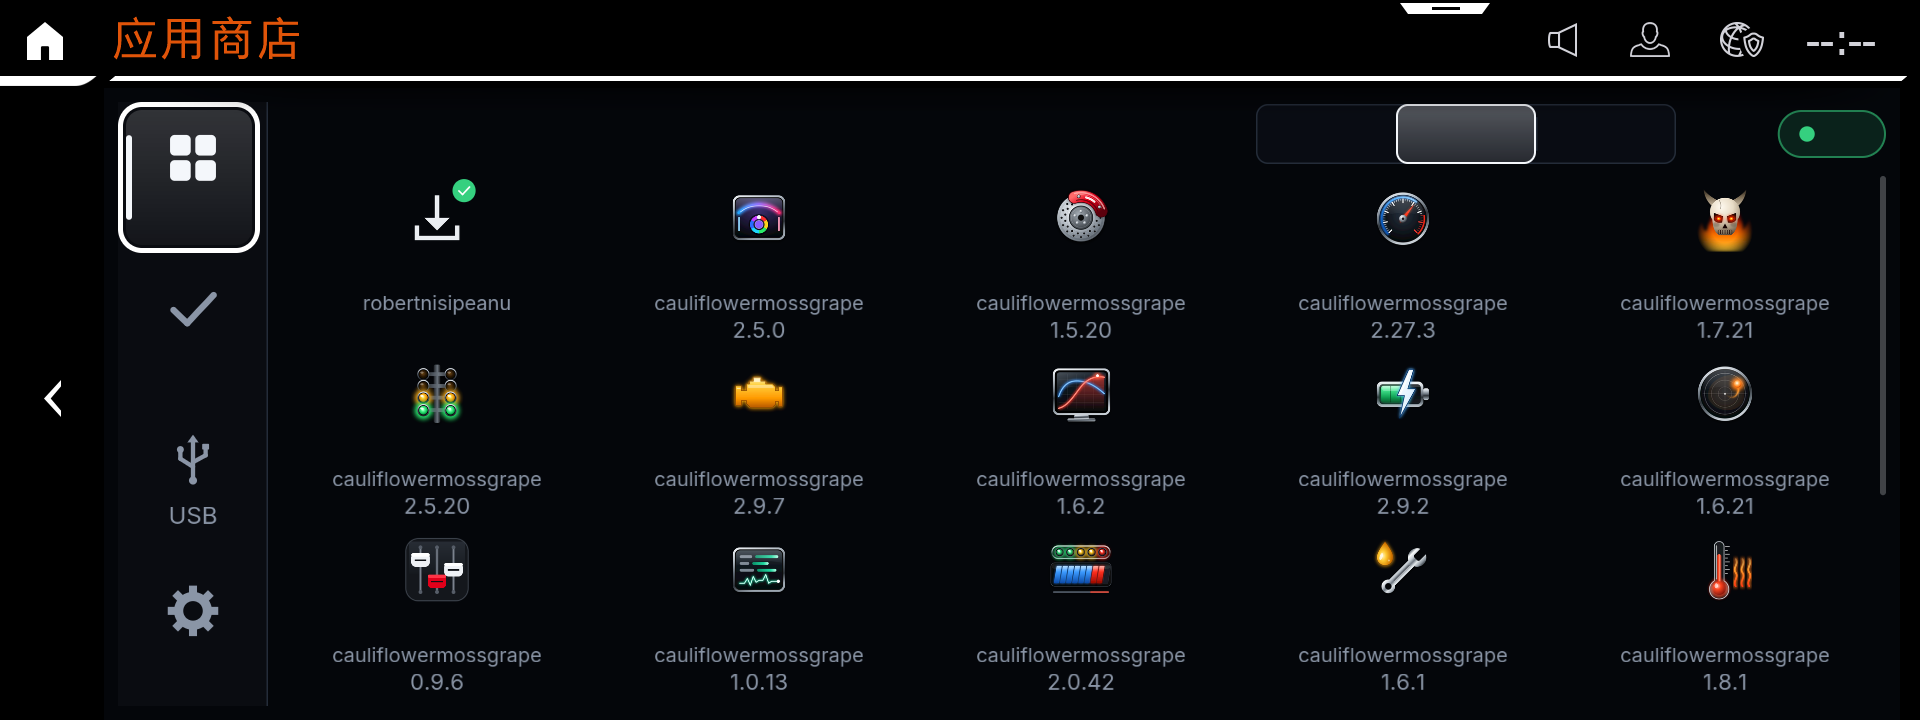 应用商店
--:--
robertnisipeanu
cauliflowermossgrape
2.5.0
cauliflowermossgrape
1.5.20
cauliflowermossgrape
2.27.3
cauliflowermossgrape
1.7.21
cauliflowermossgrape
2.5.20
cauliflowermossgrape
2.9.7
cauliflowermossgrape
1.6.2
cauliflowermossgrape
2.9.2
cauliflowermossgrape
1.6.21
USB
cauliflowermossgrape
0.9.6
cauliflowermossgrape
1.0.13
cauliflowermossgrape
2.0.42
cauliflowermossgrape
1.6.1
cauliflowermossgrape
1.8.1